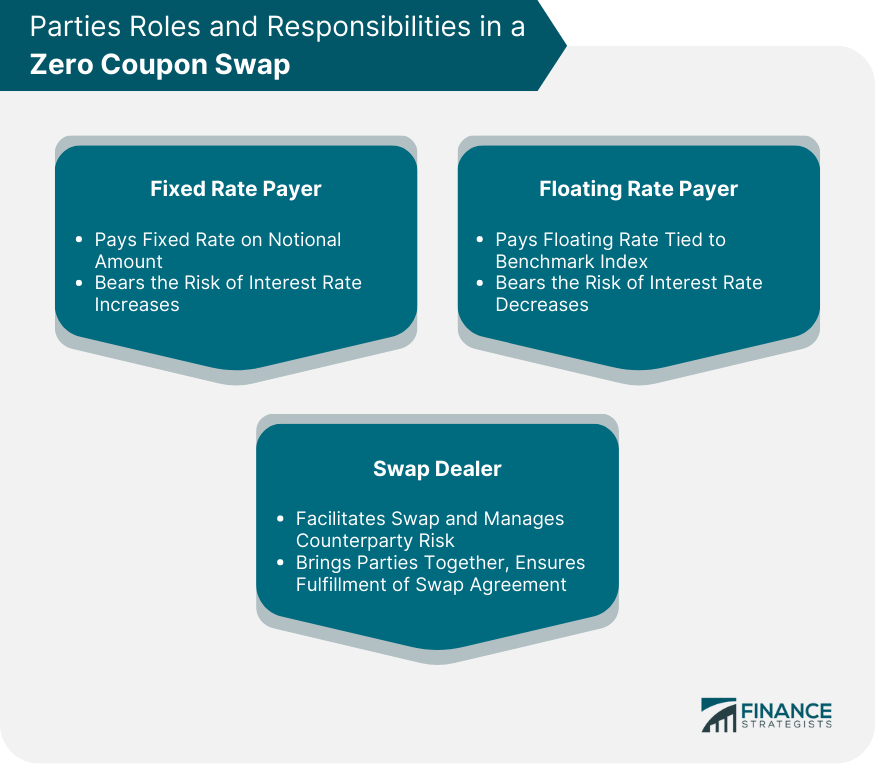 Parties Roles and Responsibilities in a
Zero Coupon Swap
Fixed Rate Payer
• Pays Fixed Rate on Notional
Amount
• Bears the Risk of Interest Rate
Increases
Floating Rate Payer
• Pays Floating Rate Tied to
Benchmark Index
• Bears the Risk of Interest Rate
Decreases
Swap Dealer
• Facilitates Swap and Manages
Counterparty Risk
• Brings Parties Together, Ensures
Fulfillment of Swap Agreement
FINANCE
STRATEGISTS